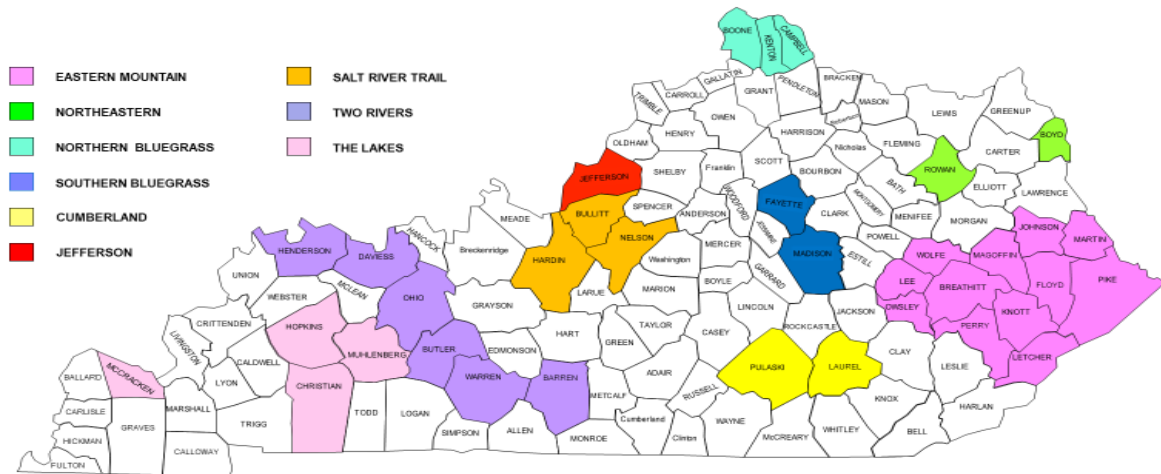 EASTERN MOUNTAIN
NORTHEASTERN
NORTHERN BLUEGRASS
SOUTHERN BLUEGRASS
CUMBERLAND
JEFFERSON
SALT RIVER TRAIL
TWO RIVERS
THE LAKES
BOONE
KENTON
CAMPBELL
GALLATIN
PENDLETON
BRACKEN
GRANT
CARROLL
TRIMBLE
MASON
LEWIS
GREENUP
OWEN
Robertson
HENRY
HARRISON
FLEMING
BOYD
OLDHAM
Nicholas
CARTER
SHELBY
Franklin
SCOTT
BOURBON
ROWAN
JEFFERSON
BATH
ELLIOTT
LAWRENCE
WOODFORD
FAYETTE
MONTGOMERY
SPENCER
BULLITT
ANDERSON
CLARK
MENIFEE
MORGAN
MEADE
NELSON
JESSAMINE
POWELL
JOHNSON
MARTIN
HANCOCK
MERCER
HENDERSON
DAVIESS
Breckenridge
HARDIN
Washington
MADISON
ESTILL
WOLFE
MAGOFFIN
UNION
GARRARD
LEE
PIKE
MCLEAN
OHIO
LARUE
MARION
BOYLE
BREATHITT
FLOYD
WEBSTER
GRAYSON
LINCOLN
JACKSON
OWSLEY
KNOTT
CRITTENDEN
HOPKINS
HART
TAYLOR
CASEY
ROCKCASTLE
PERRY
LIVINGSTON
MUHLENBERG
BUTLER
EDMONSON
GREEN
CLAY
LETCHER
CALDWELL
ADAIR
PULASKI
LAUREL
LESLIE
BALLARD
MCCRACKEN
LYON
CHRISTIAN
WARREN
BARREN
METCALF
RUSSELL
KNOX
HARLAN
CARLISLE
MARSHALL
TRIGG
TODD
LOGAN
Cumberland
WAYNE
GRAVES
ALLEN
WHITLEY
BELL
HICKMAN
SIMPSON
MONROE
Clinton
McCREARY
CALLOWAY
FULTON